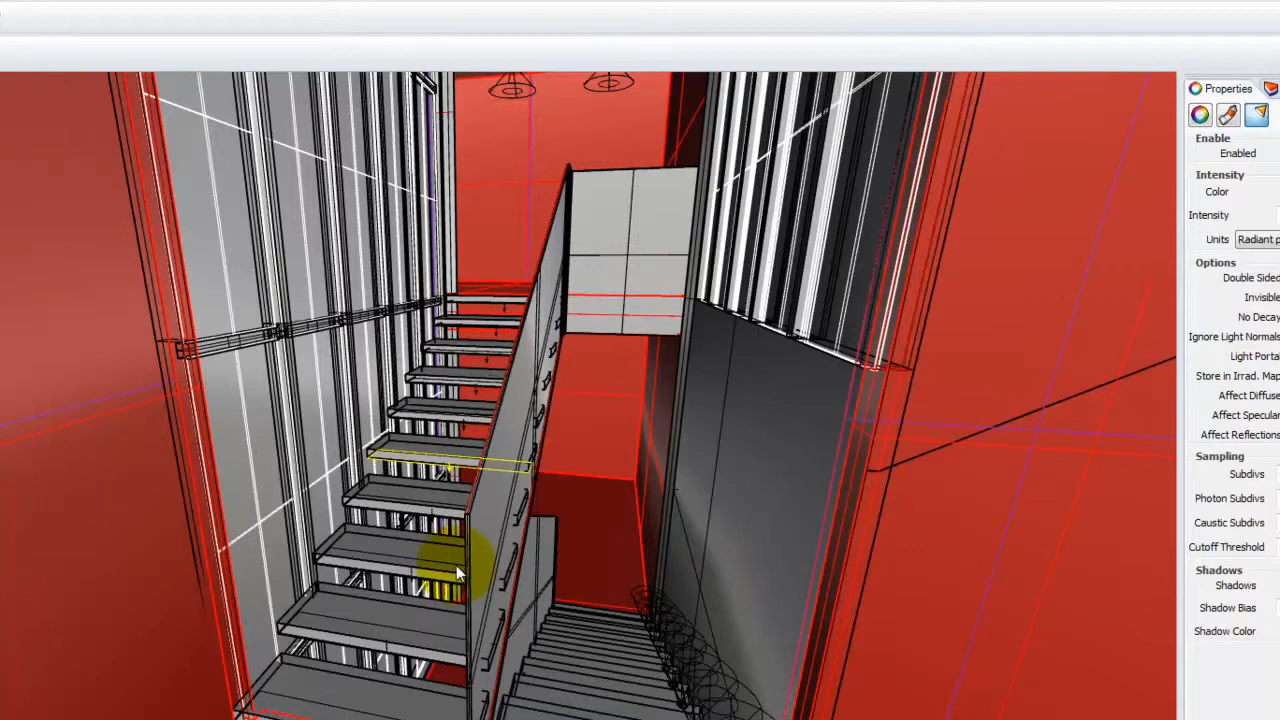 Properties
Enable
Enabled
Intensity
Color
Intensity
Units Radiant p
Options
Double Sided
Invisible
No Decay
Ignore Light Normals
Light Portal
Store in Irrad. Map
Affect Diffuse
Affect Specular
Affect Reflections
Sampling
Subdivs
Photon Subdivs
Caustic Subdivs
Cutoff Threshold
Shadows
Shadows
Shadow Bias
Shadow Color